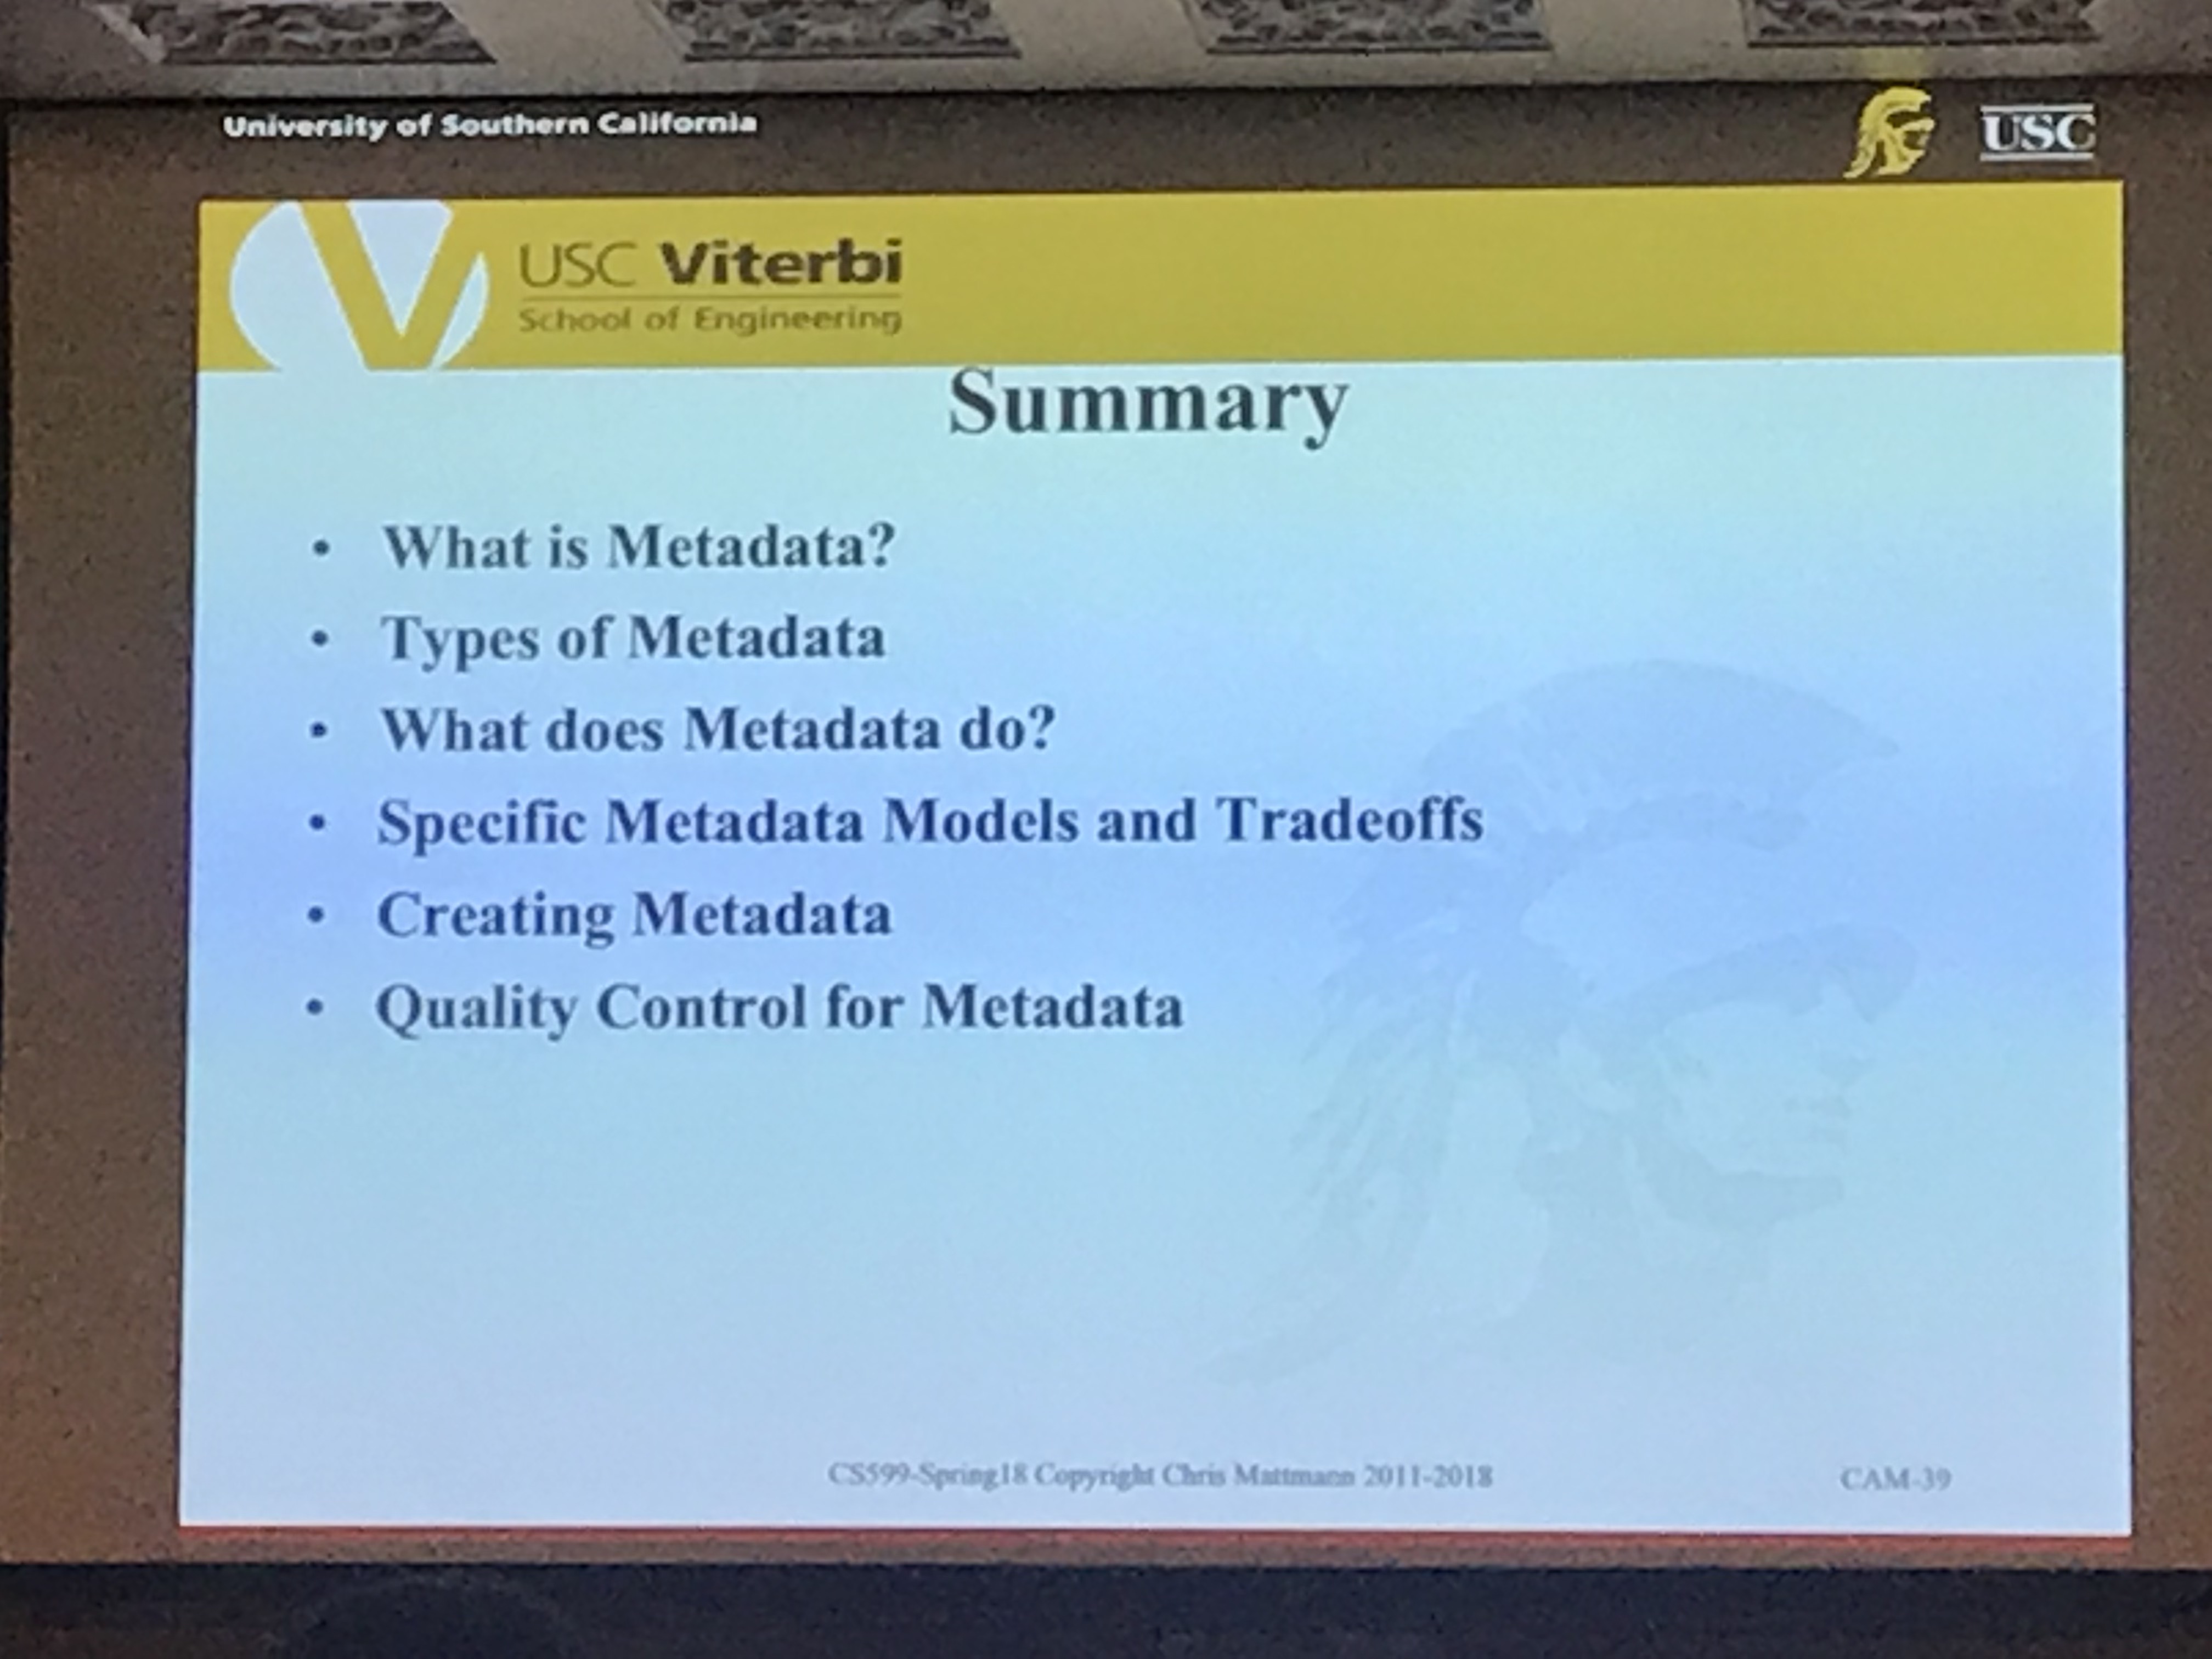 University of Southern California
USC
USC Viterbi
School of Engineering
Summary
• What is Metadata?
• Types of Metadata
• What does Metadata do?
• Specific Metadata Models and Tradeoffs
• Creating Metadata
• Quality Control for Metadata
CS599-Spring18 Copyright Chris Mattmann 2011-2018
CAM-39